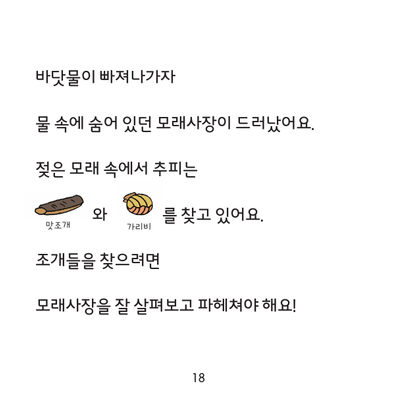 바닷물이 빠져나가자
물 속에 숨어 있던 모래사장이 드러났어요.
젖은 모래 속에서 추피는
맛조개 와 가리비 를 찾고 있어요.
조개들을 찾으려면
모래사장을 잘 살펴보고 파헤쳐야 해요!
18